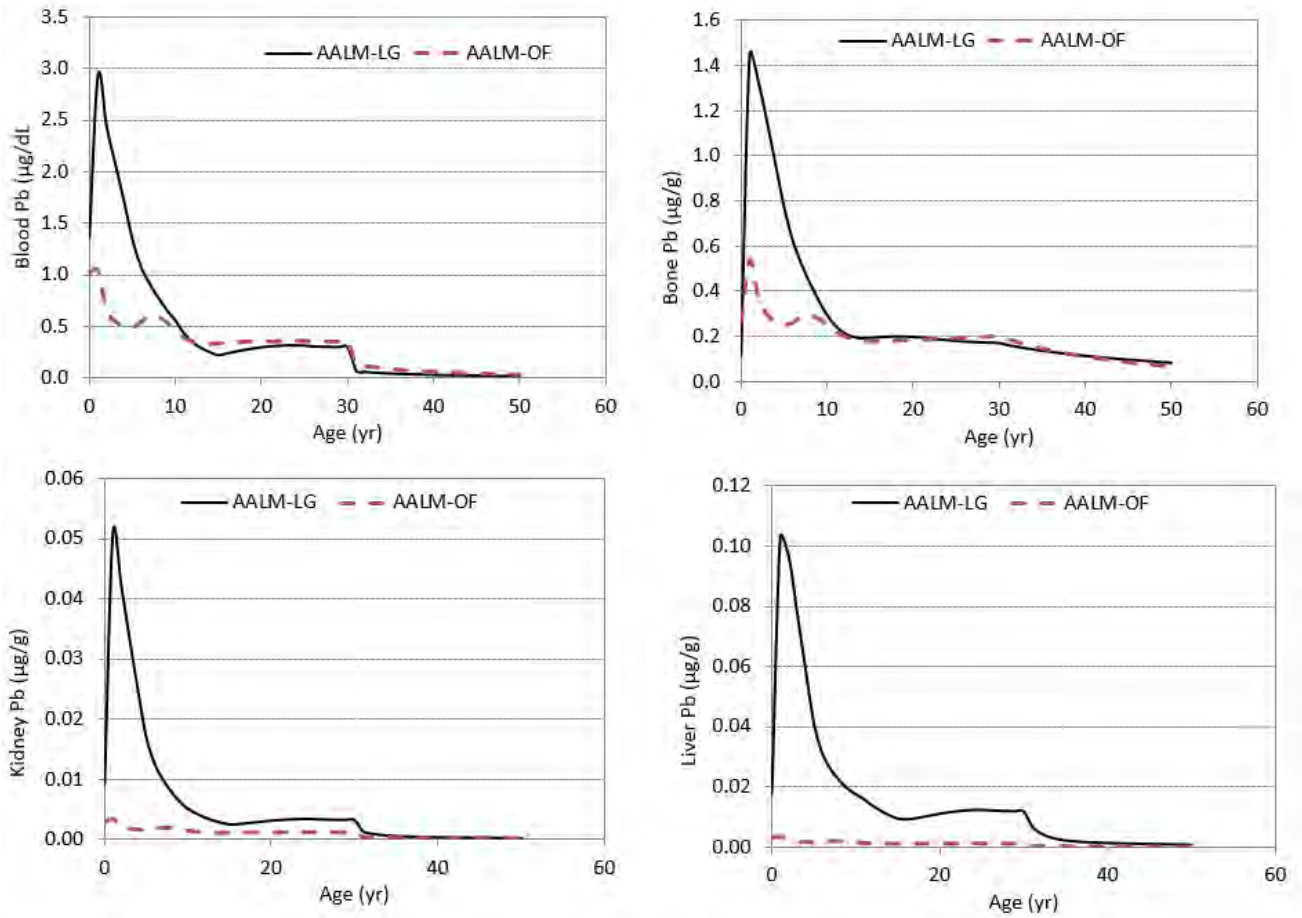 Blood Pb (µg/dL
3.5
3.0
2.5
2.0
1.5
1.0
0.5
0.0
AALM-LG AALM-OF
0 10 20 30 40 50 60
Age (yr)
Bone Pb (µg/g)
1.6
1.4
1.2
1.0
0.8
0.6
0.4
0.2
0.0
AALM-LG AALM-OF
0 10 20 30 40 50 60
Age (yr)
Kidney Pb (µg/g)
0.06
0.05
0.04
0.03
0.02
0.01
0.00
AALM-LG AALM-OF
0 20 40 60
Age (yr)
Liver Pb (µg/g)
0.12
0.10
0.08
0.06
0.04
0.02
0.00
AALM-LG AALM-OF
0 20 40 60
Age (yr)